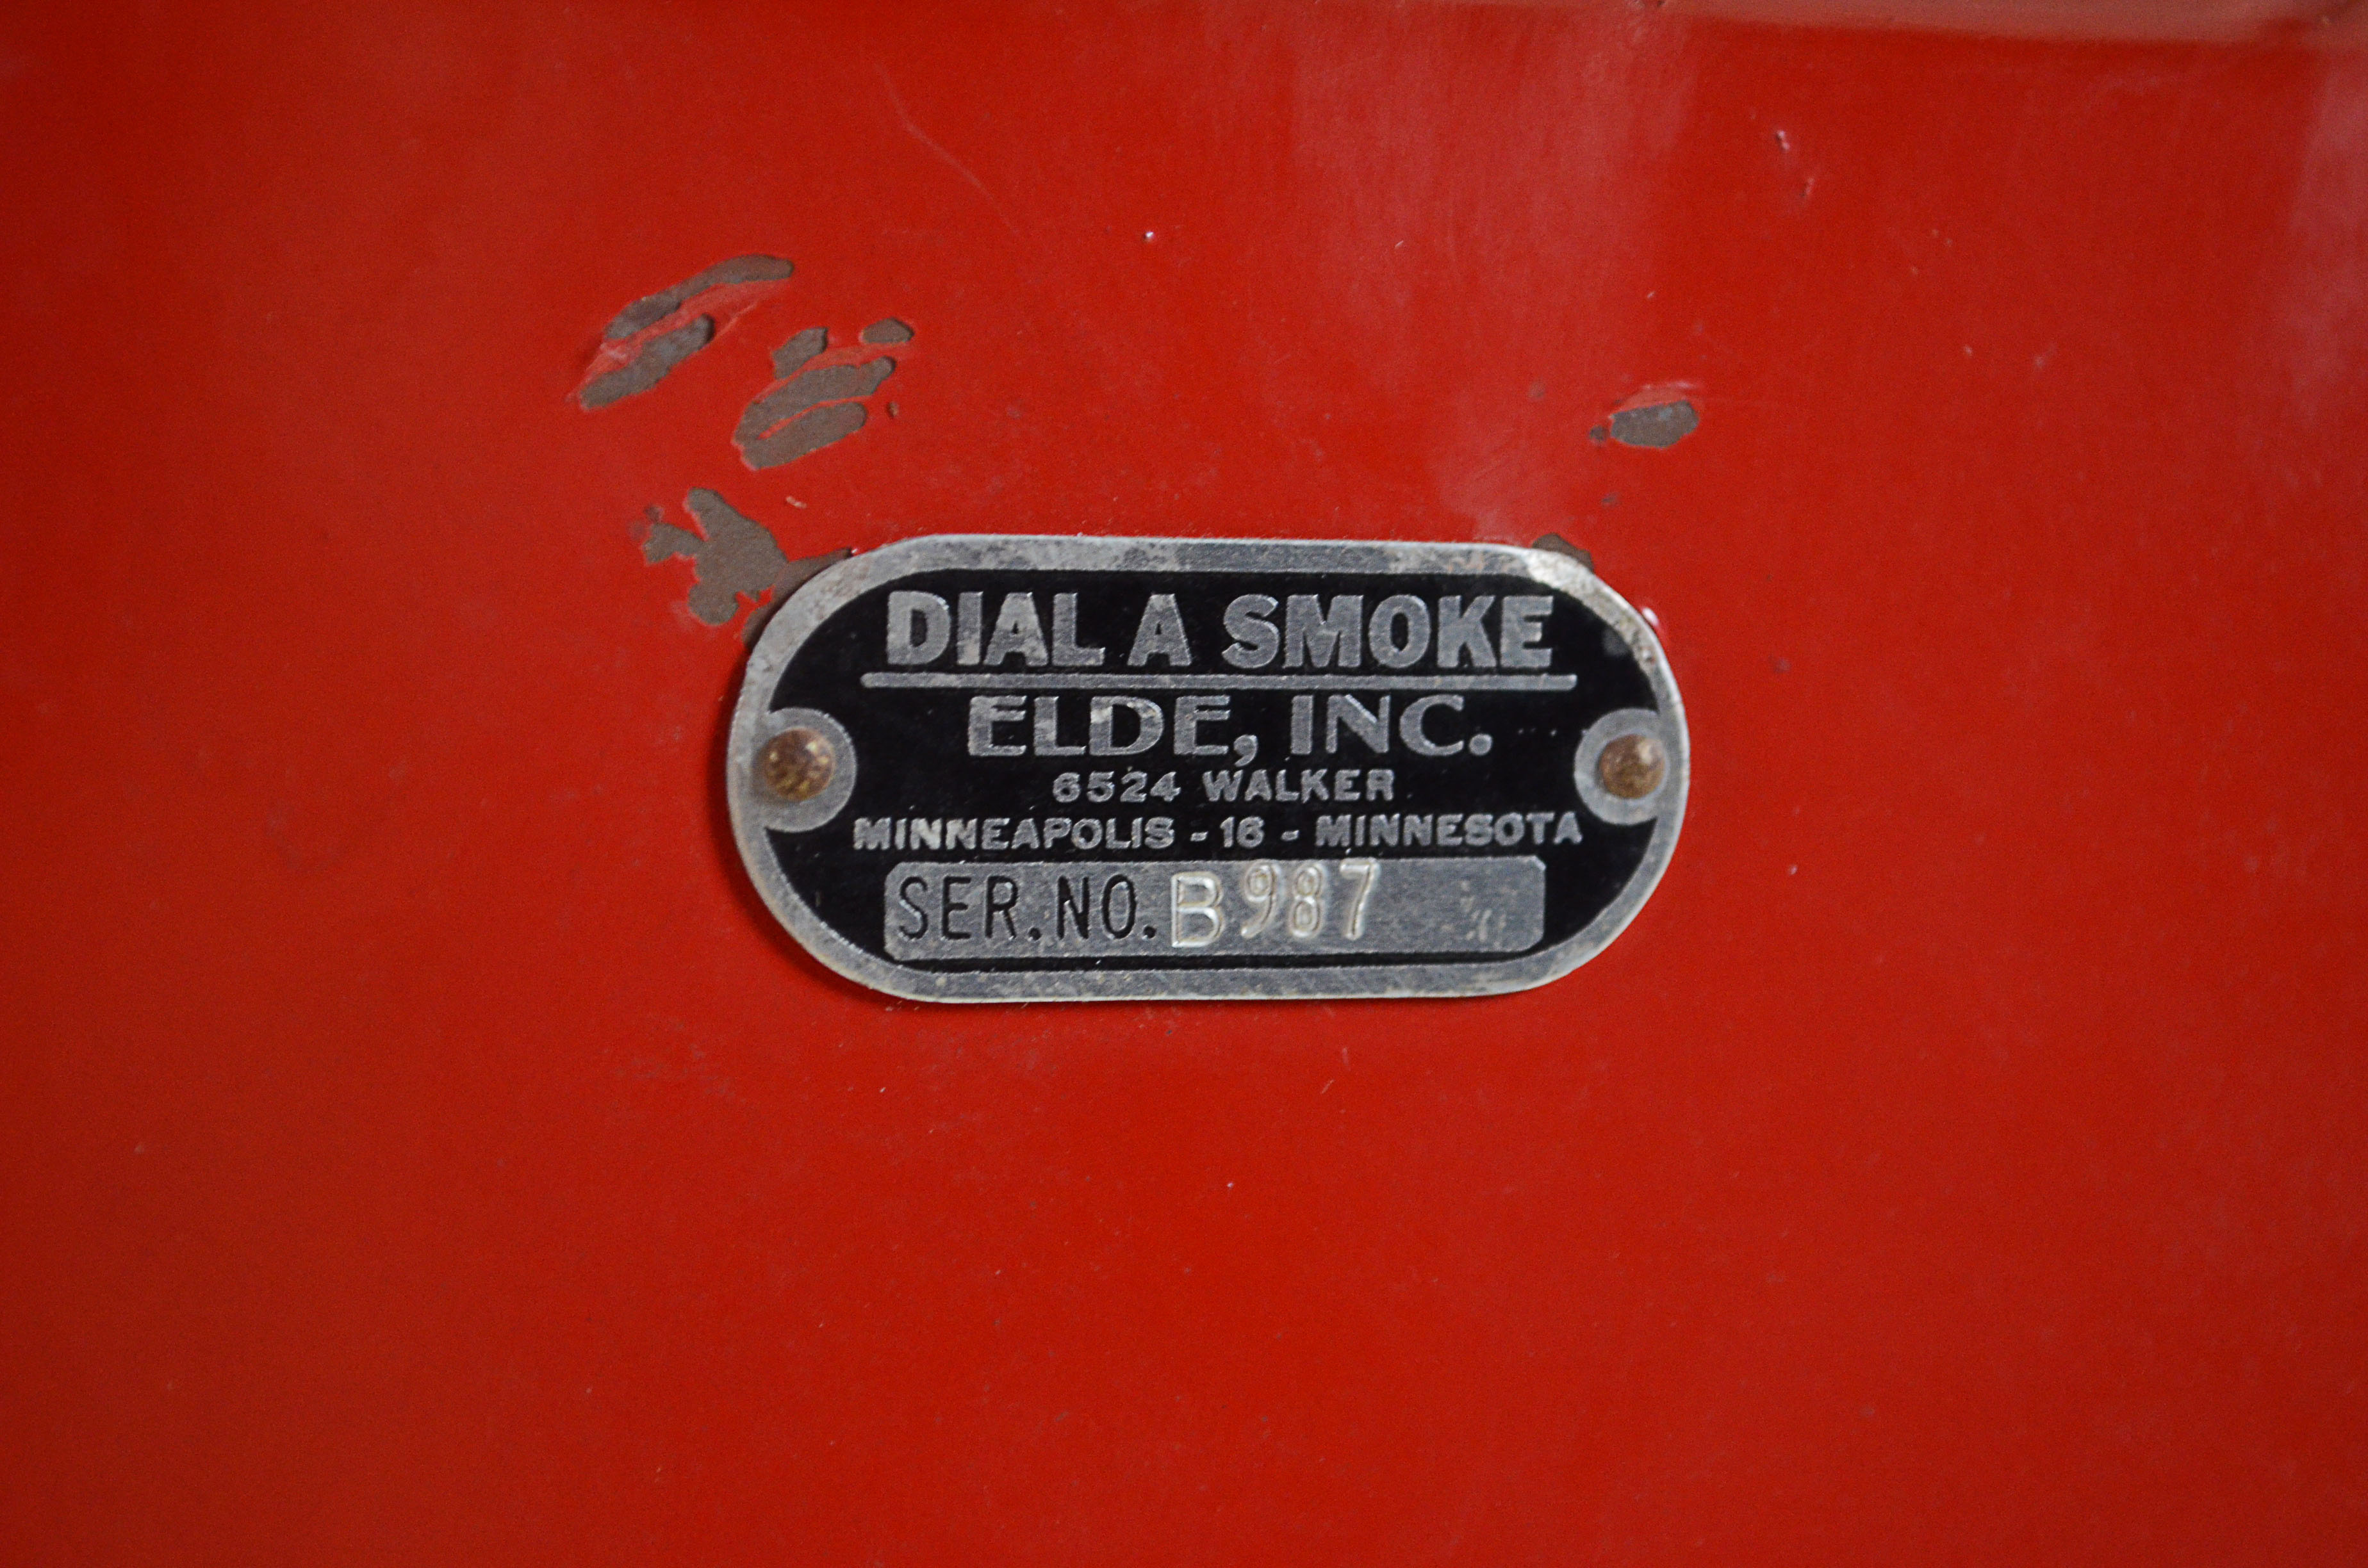 DIAL A SMOKE
ELDE, INC.
6524 WALKER
MINNEAPOLIS - 16 - MINNESOTA
SER. NO. B987